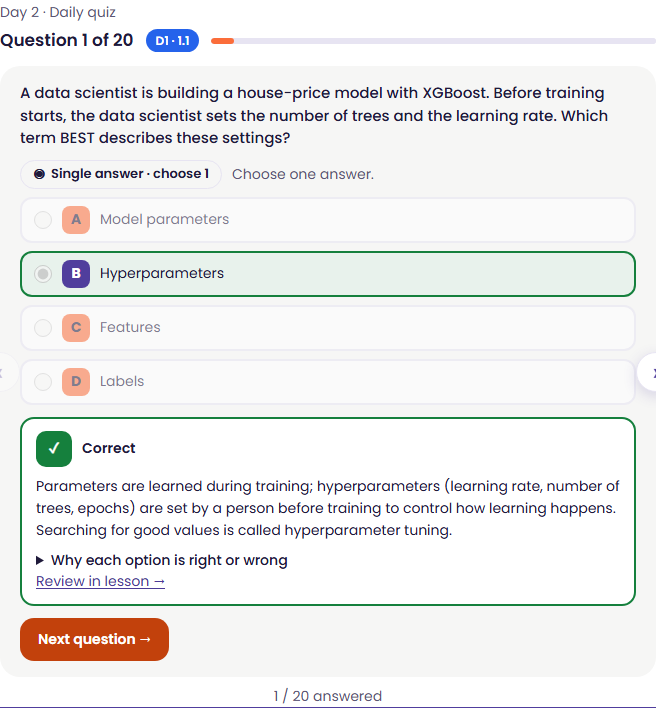 Day 2 · Daily quiz
Question 1 of 20 D1 · 1.1
A data scientist is building a house-price model with XGBoost. Before training
starts, the data scientist sets the number of trees and the learning rate. Which
term BEST describes these settings?
◉ Single answer · choose 1 Choose one answer.
A Model parameters
B Hyperparameters
C Features
D Labels
✓ Correct
Parameters are learned during training; hyperparameters (learning rate, number of
trees, epochs) are set by a person before training to control how learning happens.
Searching for good values is called hyperparameter tuning.
▶ Why each option is right or wrong
Review in lesson →
Next question →
1 / 20 answered